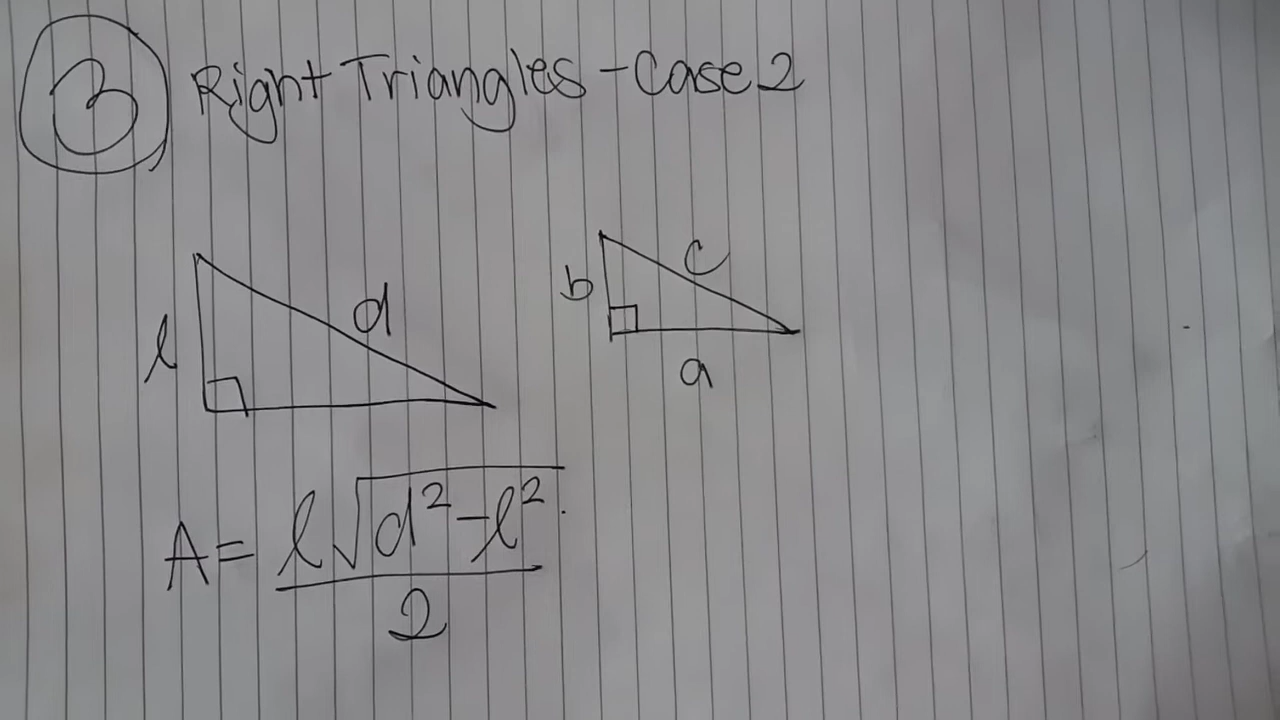 3 Right Triangles - Case 2
l d
b c a
A = l√(d²-l²)/2